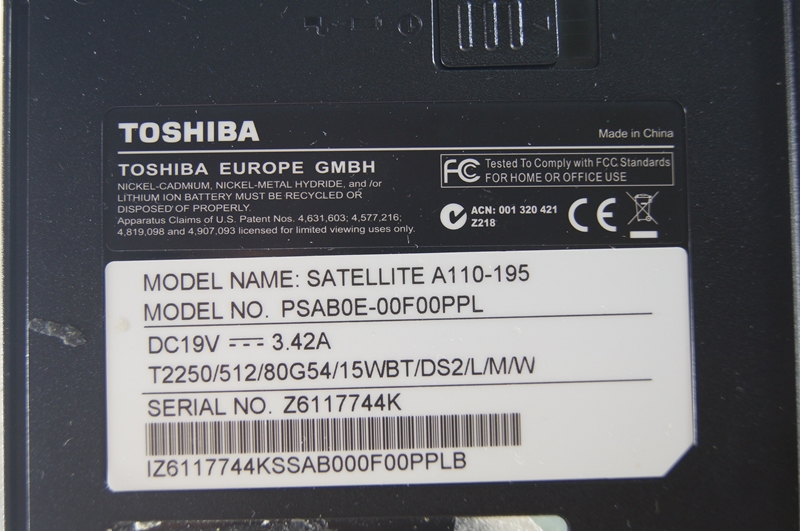 TOSHIBA
Made in China
TOSHIBA EUROPE GMBH
NICKEL-CADMIUM, NICKEL-METAL HYDRIDE, and/or
LITHIUM ION BATTERY MUST BE RECYCLED OR
DISPOSED OF PROPERLY.
Apparatus Claims of U.S. Patent Nos. 4,631,603; 4,577,216;
4,819,098 and 4,907,093 licensed for limited viewing uses only.
FC Tested To Comply with FCC Standards
FOR HOME OR OFFICE USE
ACN: 001 320 421
Z218
CE
MODEL NAME: SATELLITE A110-195
MODEL NO. PSAB0E-00F00PPL
DC19V ⎓ 3.42A
T2250/512/80G54/15WBT/DS2/L/M/W
SERIAL NO. Z6117744K
IZ6117744KSSAB000F00PPLB